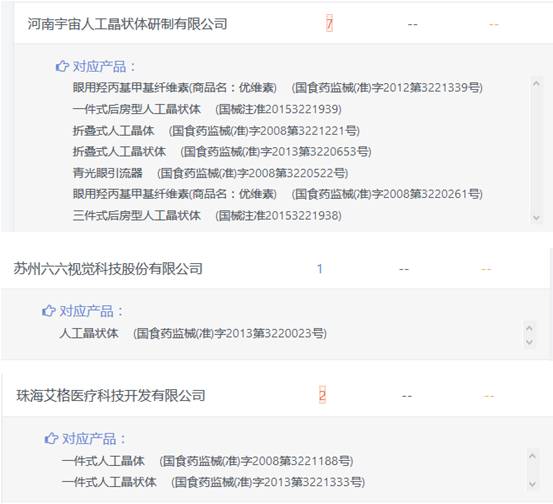 河南宇宙人工晶状体研制有限公司 7 -- --
对应产品：
眼用羟丙基甲基纤维素(商品名：优维素) (国食药监械(准)字2012第3221339号)
一件式后房型人工晶状体 (国械注准20153221939)
折叠式人工晶体 (国食药监械(准)字2008第3221221号)
折叠式人工晶状体 (国食药监械(准)字2013第3220653号)
青光眼引流器 (国食药监械(准)字2008第3220522号)
眼用羟丙基甲基纤维素(商品名：优维素) (国食药监械(准)字2008第3220261号)
三件式后房型人工晶状体 (国械注准20153221938)
苏州六六视觉科技股份有限公司 1 -- --
对应产品：
人工晶状体 (国食药监械(准)字2013第3220023号)
珠海艾格医疗科技开发有限公司 2 -- --
对应产品：
一件式人工晶体 (国食药监械(准)字2008第3221188号)
一件式人工晶状体 (国食药监械(准)字2013第3221333号)